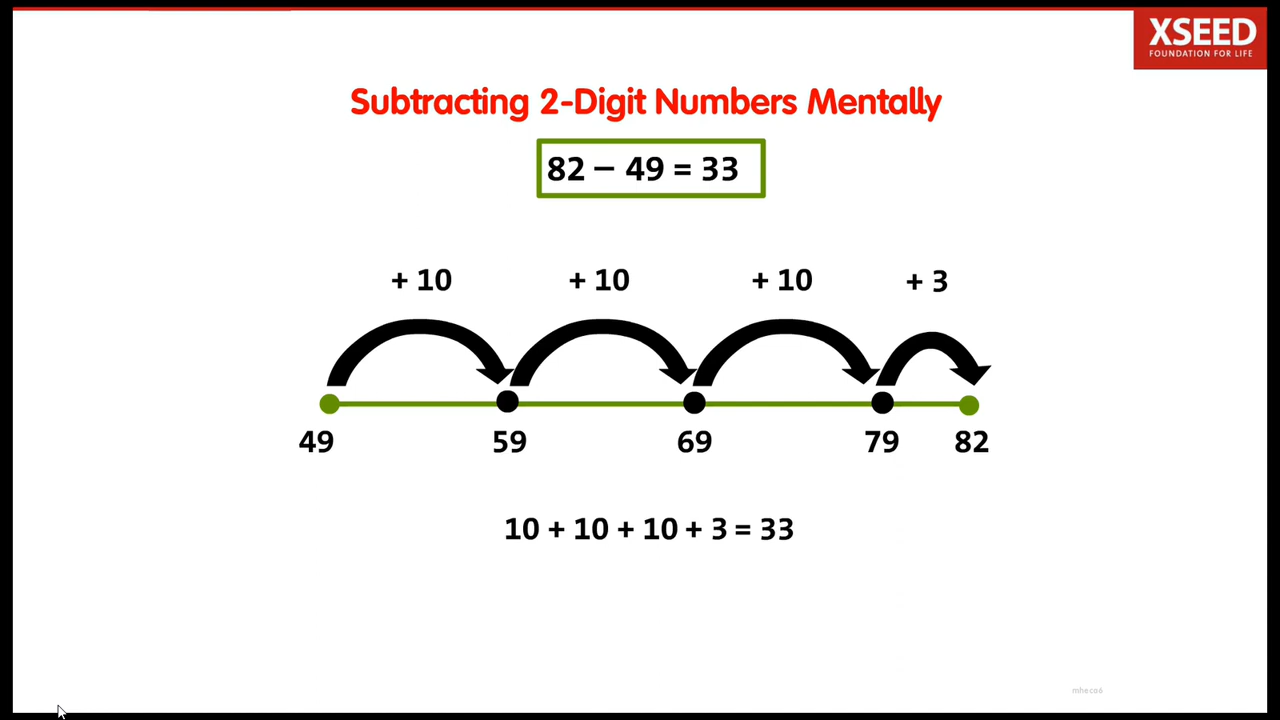 XSEED
FOUNDATION FOR LIFE
Subtracting 2-Digit Numbers Mentally
82 – 49 = 33
+ 10 + 10 + 10 + 3
49 59 69 79 82
10 + 10 + 10 + 3 = 33
mheca6